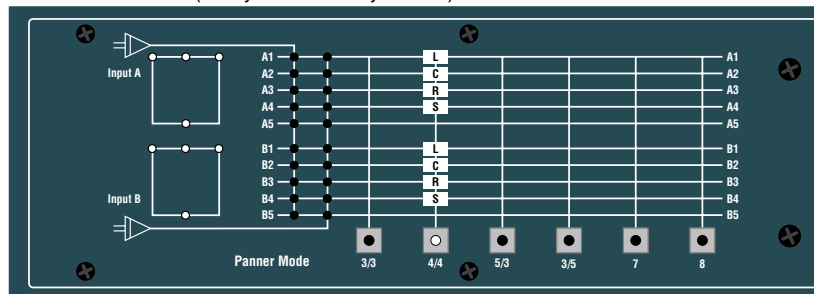 A1 L A1
Input A A2 C A2
A3 R A3
A4 S A4
A5 A5
B1 L B1
B2 C B2
B3 R B3
Input B B4 S B4
B5 B5
Panner Mode 3/3 4/4 5/3 3/5 7 8